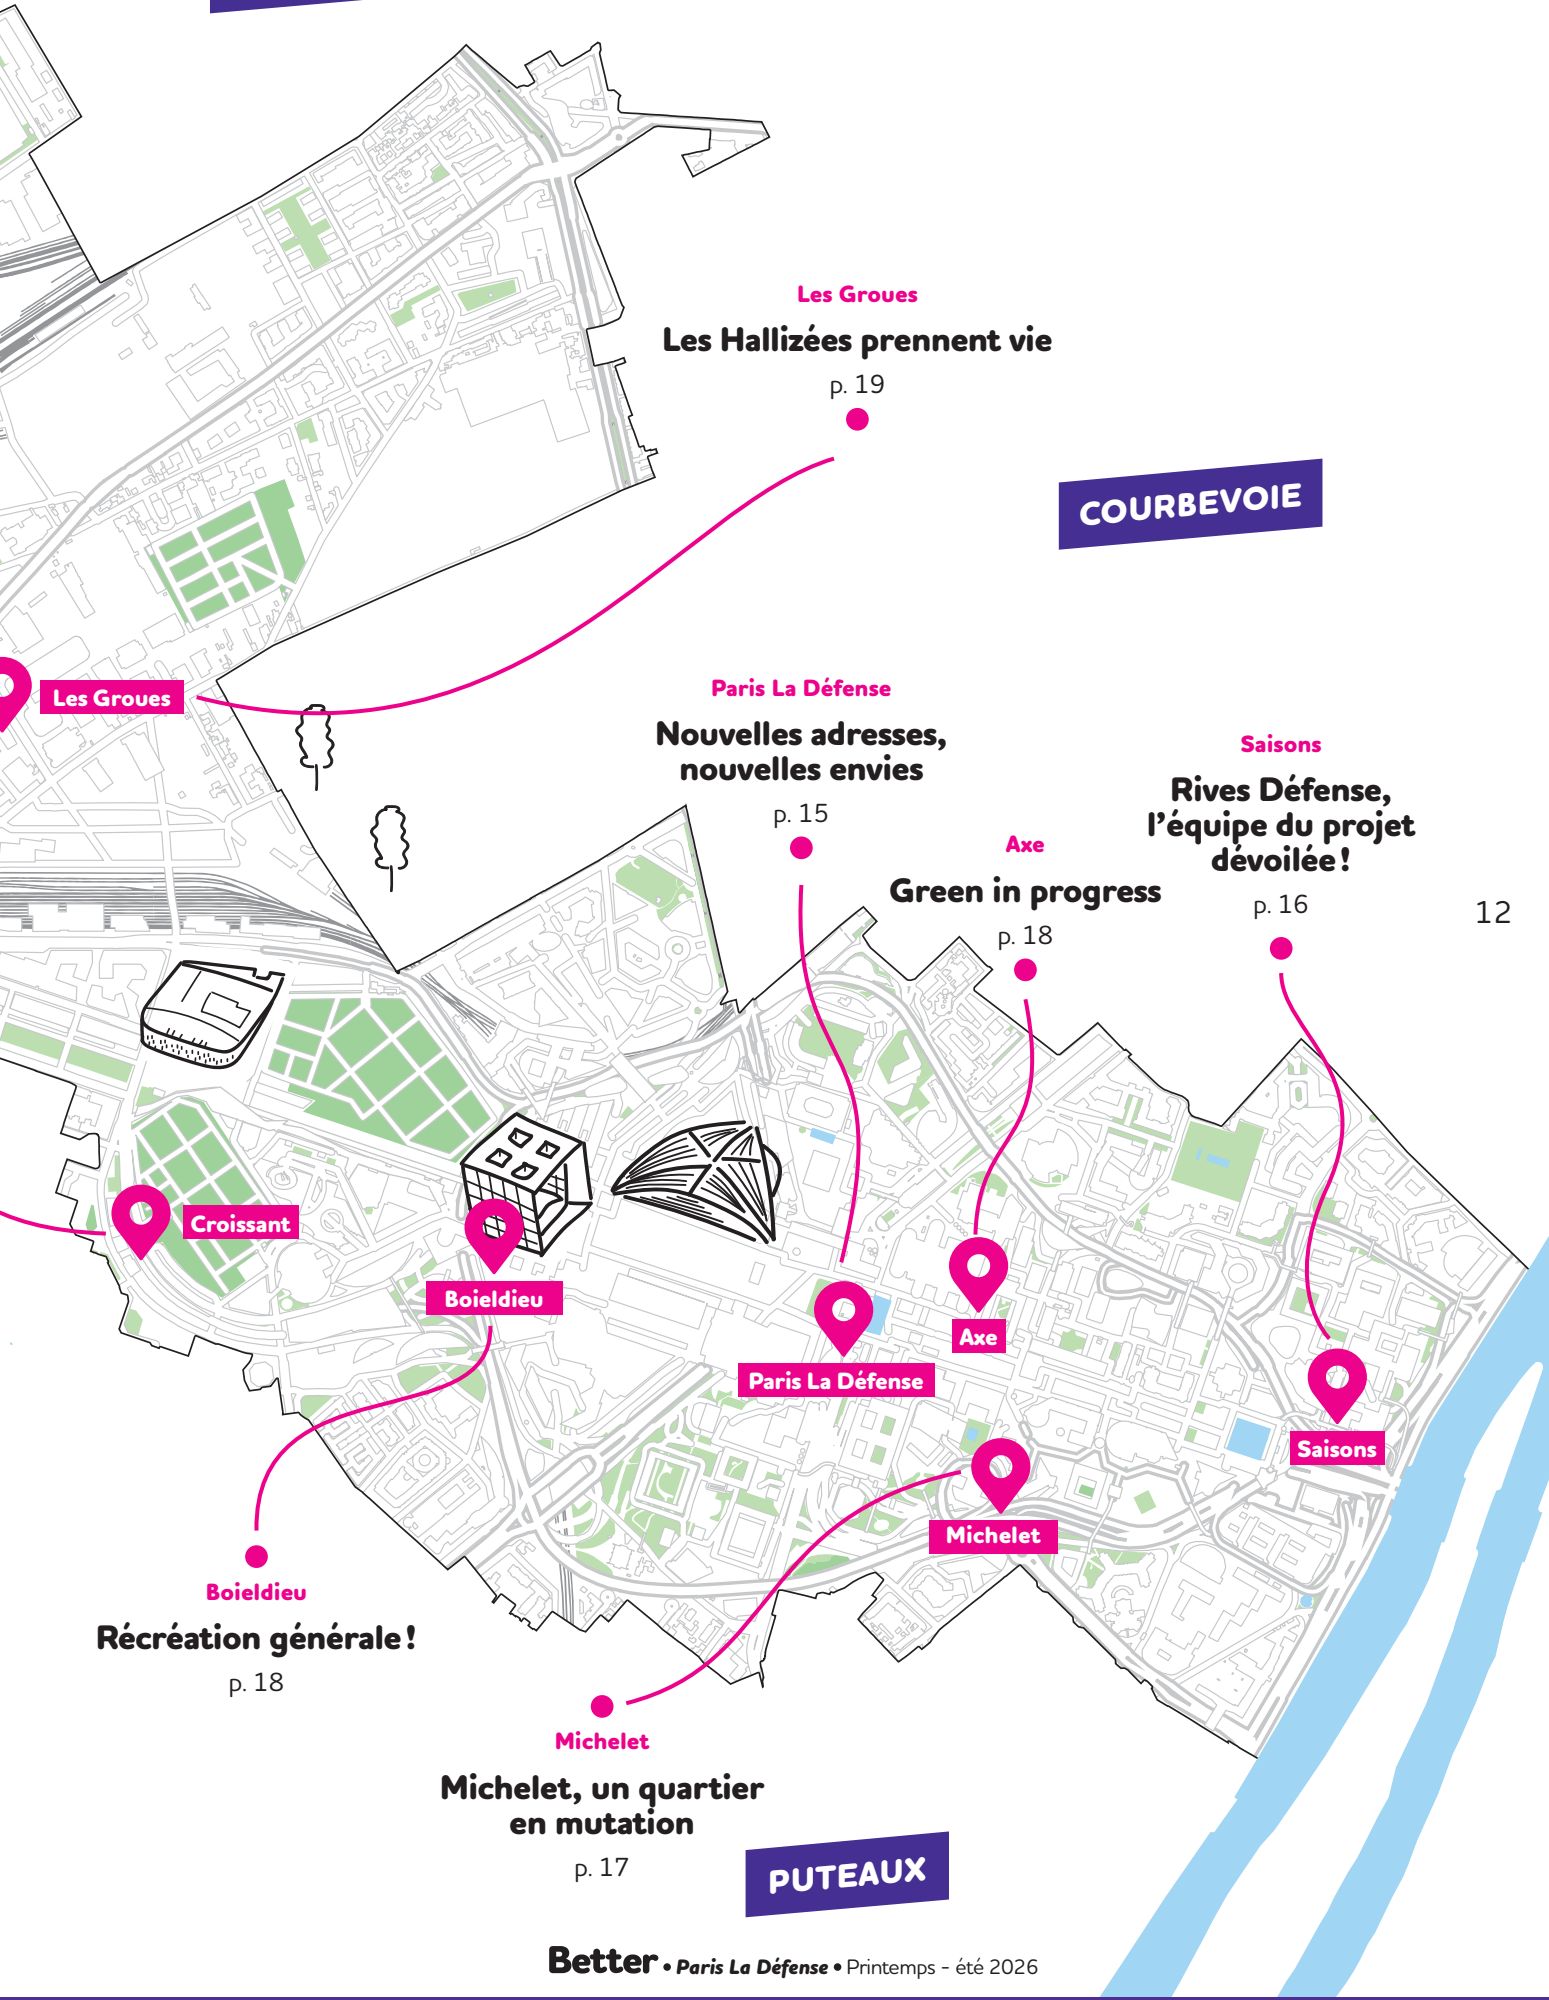 Les Groues
Les Hallizées prennent vie
p. 19
COURBEVOIE
Les Groues
Paris La Défense
Nouvelles adresses,
nouvelles envies
p. 15
Saisons
Rives Défense,
l’équipe du projet
dévoilée !
p. 16
Axe
Green in progress
p. 18
12
Croissant
Boieldieu
Axe
Paris La Défense
Saisons
Michelet
Boieldieu
Récréation générale !
p. 18
Michelet
Michelet, un quartier
en mutation
p. 17
PUTEAUX
Better • Paris La Défense • Printemps - été 2026